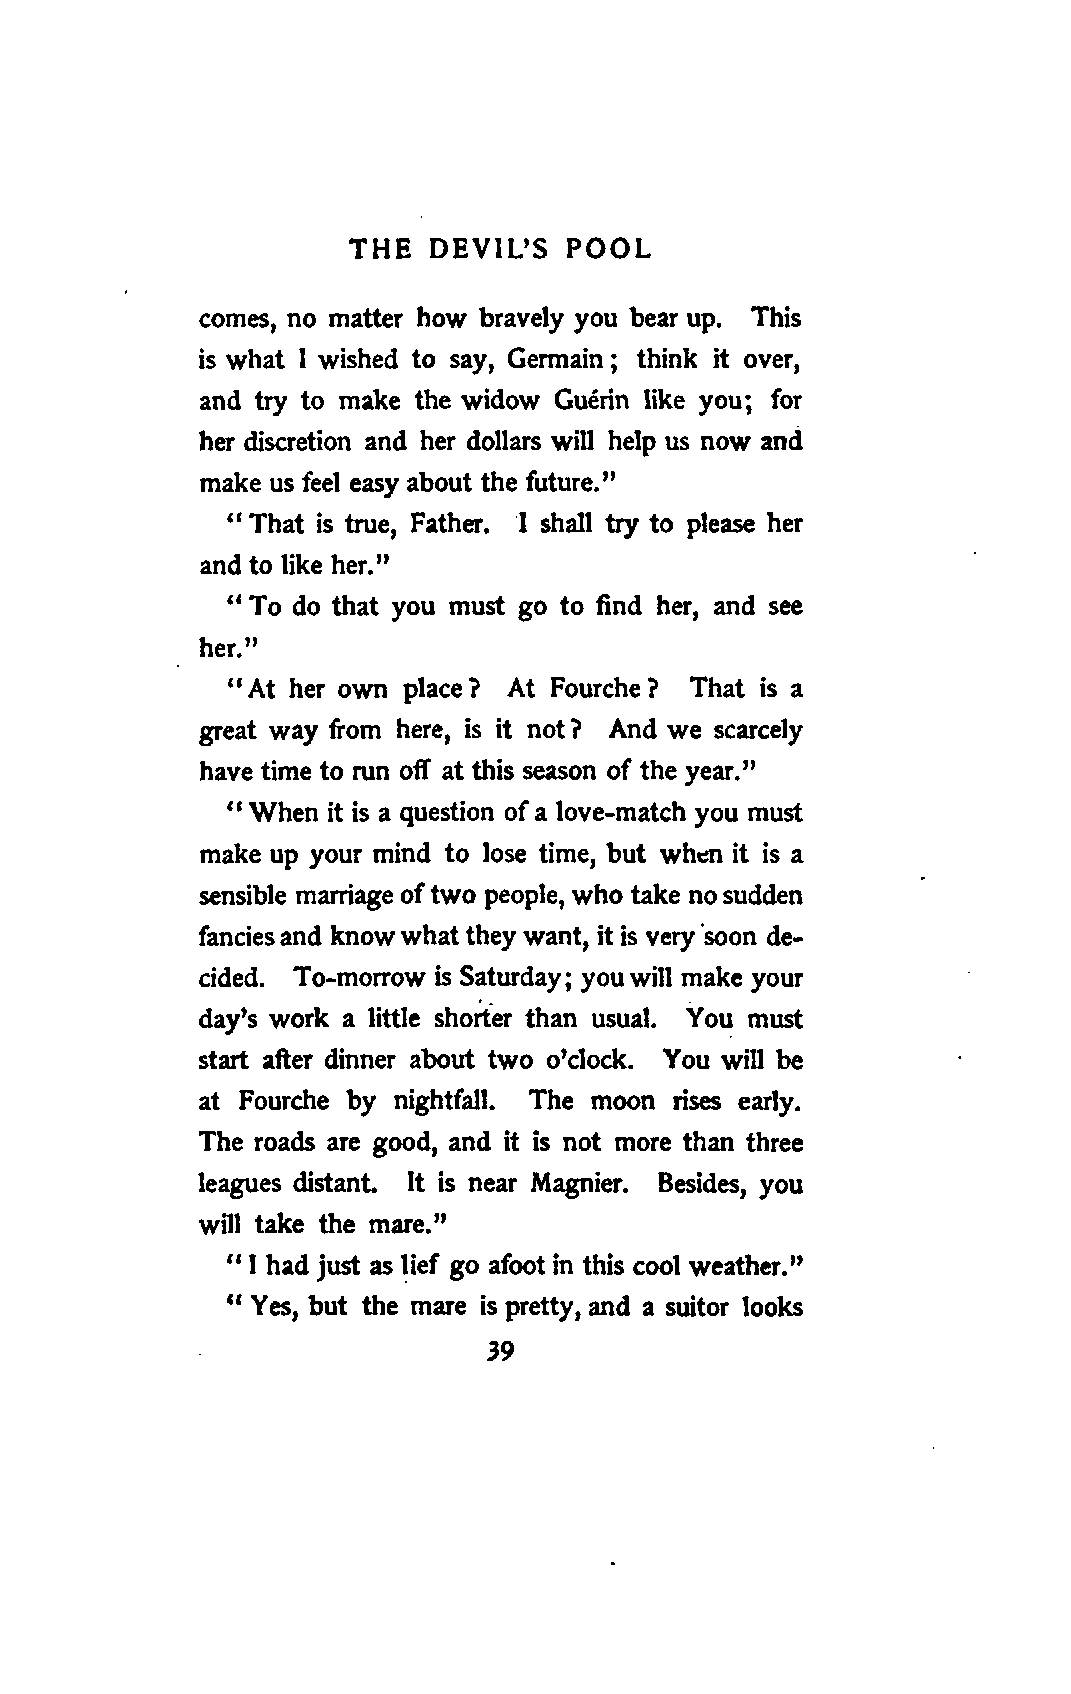 THE DEVIL'S POOL
comes, no matter how bravely you bear up. This
is what I wished to say, Germain; think it over,
and try to make the widow Guérin like you; for
her discretion and her dollars will help us now and
make us feel easy about the future."
"That is true, Father. I shall try to please her
and to like her."
"To do that you must go to find her, and see
her."
"At her own place? At Fourche? That is a
great way from here, is it not? And we scarcely
have time to run off at this season of the year."
"When it is a question of a love-match you must
make up your mind to lose time, but when it is a
sensible marriage of two people, who take no sudden
fancies and know what they want, it is very soon de-
cided. To-morrow is Saturday; you will make your
day's work a little shorter than usual. You must
start after dinner about two o'clock. You will be
at Fourche by nightfall. The moon rises early.
The roads are good, and it is not more than three
leagues distant. It is near Magnier. Besides, you
will take the mare."
"I had just as lief go afoot in this cool weather."
"Yes, but the mare is pretty, and a suitor looks
39